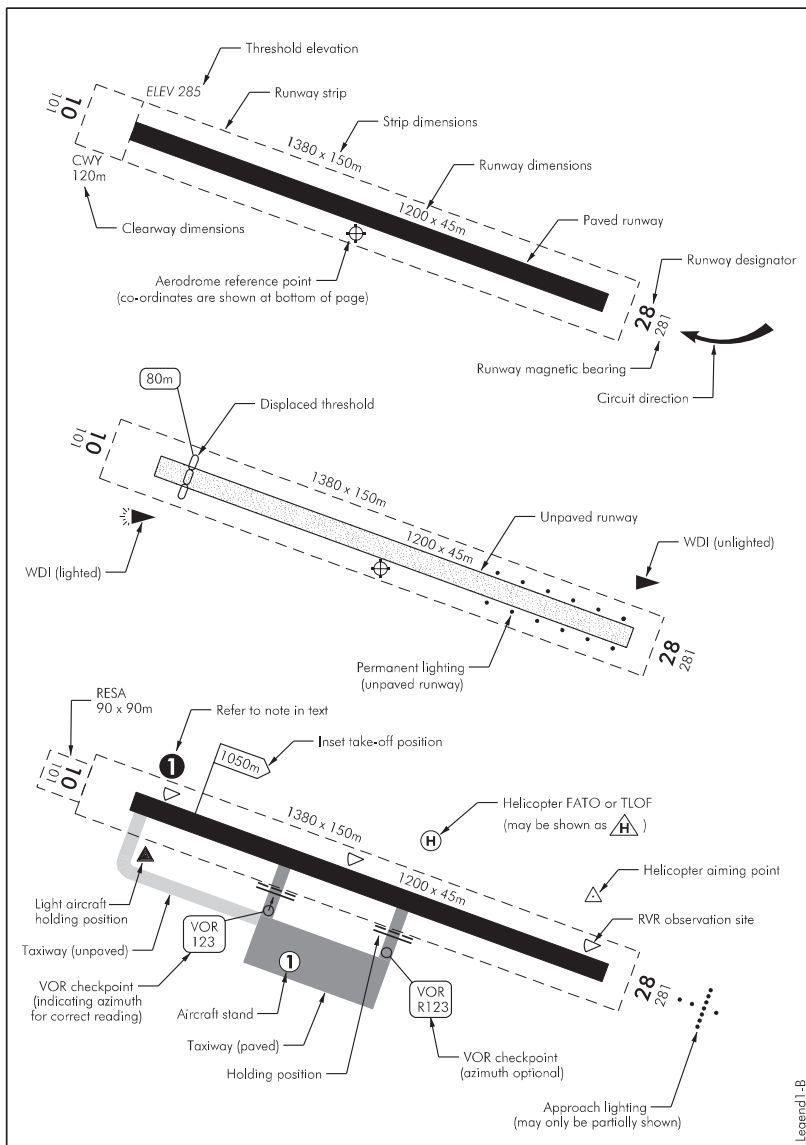 Threshold elevation
ELEV 285
Runway strip
10
101
Strip dimensions
1380 x 150m
Runway dimensions
CWY
120m
1200 x 45m
Paved runway
Clearway dimensions
Aerodrome reference point
(co-ordinates are shown at bottom of page)
Runway designator
28
281
Runway magnetic bearing
Circuit direction
80m
Displaced threshold
10
101
1380 x 150m
Unpaved runway
1200 x 45m
WDI (unlighted)
WDI (lighted)
Permanent lighting
(unpaved runway)
28
281
RESA
90 x 90m
Refer to note in text
1
Inset take-off position
1050m
10
101
1380 x 150m
H
Helicopter FATO or TLOF
(may be shown as H )
1200 x 45m
Helicopter aiming point
Light aircraft
holding position
RVR observation site
Taxiway (unpaved)
VOR
123
VOR checkpoint
(indicating azimuth
for correct reading)
1
Aircraft stand
VOR
R123
28
281
Taxiway (paved)
VOR checkpoint
(azimuth optional)
Holding position
Approach lighting
(may only be partially shown)
Legend1-B